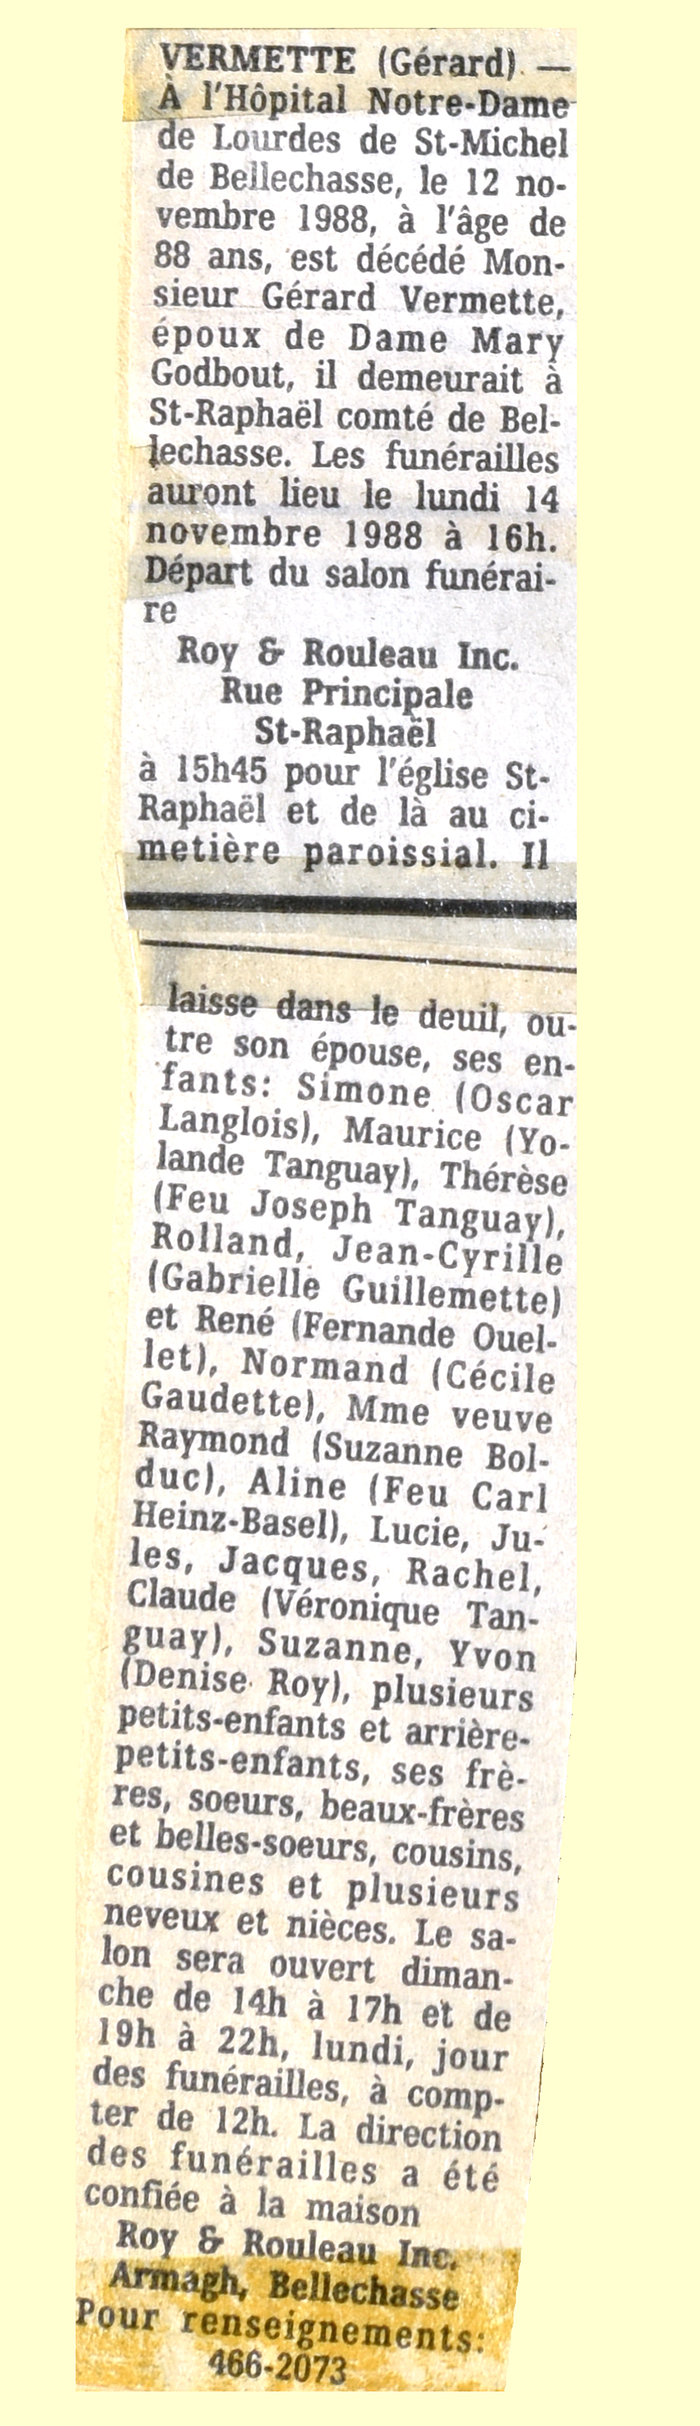 VERMETTE (Gérard) —
À l'Hôpital Notre-Dame
de Lourdes de St-Michel
de Bellechasse, le 12 no-
vembre 1988, à l'âge de
88 ans, est décédé Mon-
sieur Gérard Vermette,
époux de Dame Mary
Godbout, il demeurait à
St-Raphaël comté de Bel-
lechasse. Les funérailles
auront lieu le lundi 14
novembre 1988 à 16h.
Départ du salon funérai-
re
Roy & Rouleau Inc.
Rue Principale
St-Raphaël
à 15h45 pour l'église St-
Raphaël et de là au ci-
metière paroissial. Il
laisse dans le deuil, ou-
tre son épouse, ses en-
fants: Simone (Oscar
Langlois), Maurice (Yo-
lande Tanguay), Thérèse
(Feu Joseph Tanguay),
Rolland, Jean-Cyrille
(Gabrielle Guillemette)
et René (Fernande Ouel-
let), Normand (Cécile
Gaudette), Mme veuve
Raymond (Suzanne Bol-
duc), Aline (Feu Carl
Heinz-Basel), Lucie, Ju-
les, Jacques, Rachel,
Claude (Véronique Tan-
guay), Suzanne, Yvon
(Denise Roy), plusieurs
petits-enfants et arrière-
petits-enfants, ses frè-
res, soeurs, beaux-frères
et belles-soeurs, cousins,
cousines et plusieurs
neveux et nièces. Le sa-
lon sera ouvert diman-
che de 14h à 17h et de
19h à 22h, lundi, jour
des funérailles, à comp-
ter de 12h. La direction
des funérailles a été
confiée à la maison
Roy & Rouleau Inc.
Armagh, Bellechasse
Pour renseignements:
466-2073